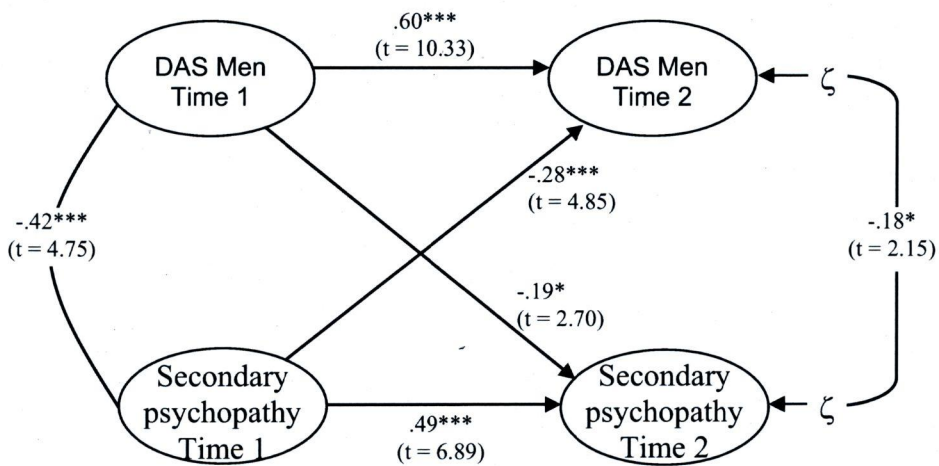 .60***
(t = 10.33)
DAS Men
Time 1
DAS Men
Time 2
ζ
-.28***
(t = 4.85)
-.42***
(t = 4.75)
-.18*
(t = 2.15)
-.19*
(t = 2.70)
Secondary
psychopathy
Time 1
Secondary
psychopathy
Time 2
ζ
.49***
(t = 6.89)